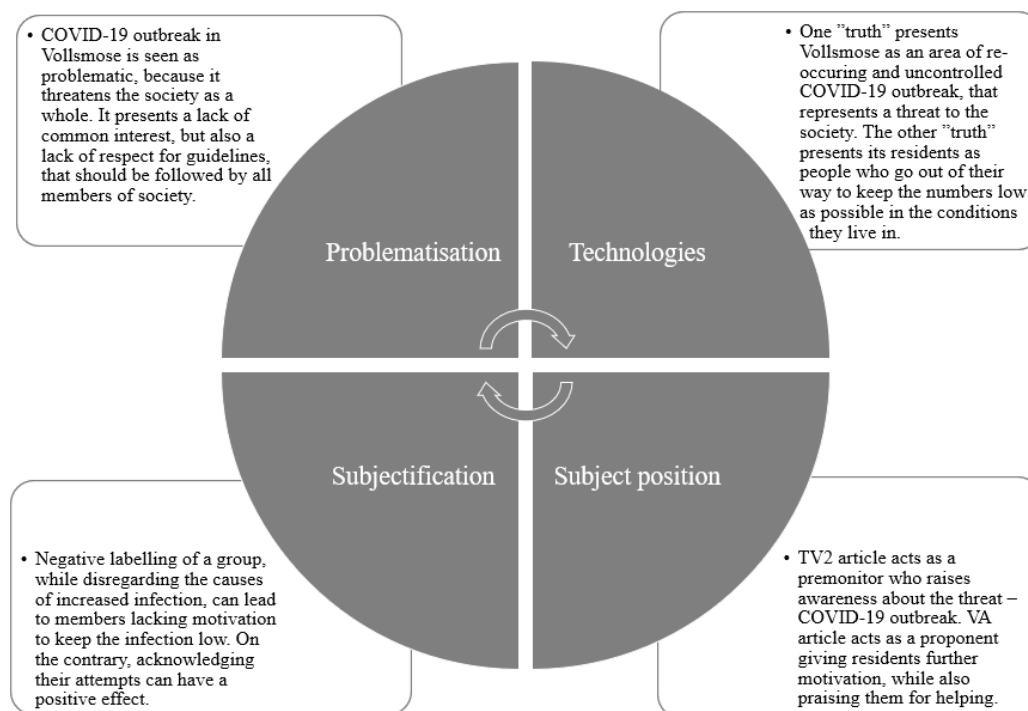 • COVID-19 outbreak in
Vollsmose is seen as
problematic, because it
threatens the society as a
whole. It presents a lack of
common interest, but also a
lack of respect for guidelines,
that should be followed by all
members of society.
• One ”truth” presents
Vollsmose as an area of re-
occuring and uncontrolled
COVID-19 outbreak, that
represents a threat to the
society. The other ”truth”
presents its residents as
people who go out of their
way to keep the numbers low
as possible in the conditions
they live in.
Problematisation
Technologies
Subjectification
Subject position
• Negative labelling of a group,
while disregarding the causes
of increased infection, can lead
to members lacking motivation
to keep the infection low. On
the contrary, acknowledging
their attempts can have a
positive effect.
• TV2 article acts as a
premonitor who raises
awareness about the threat –
COVID-19 outbreak. VA
article acts as a proponent
giving residents further
motivation, while also
praising them for helping.